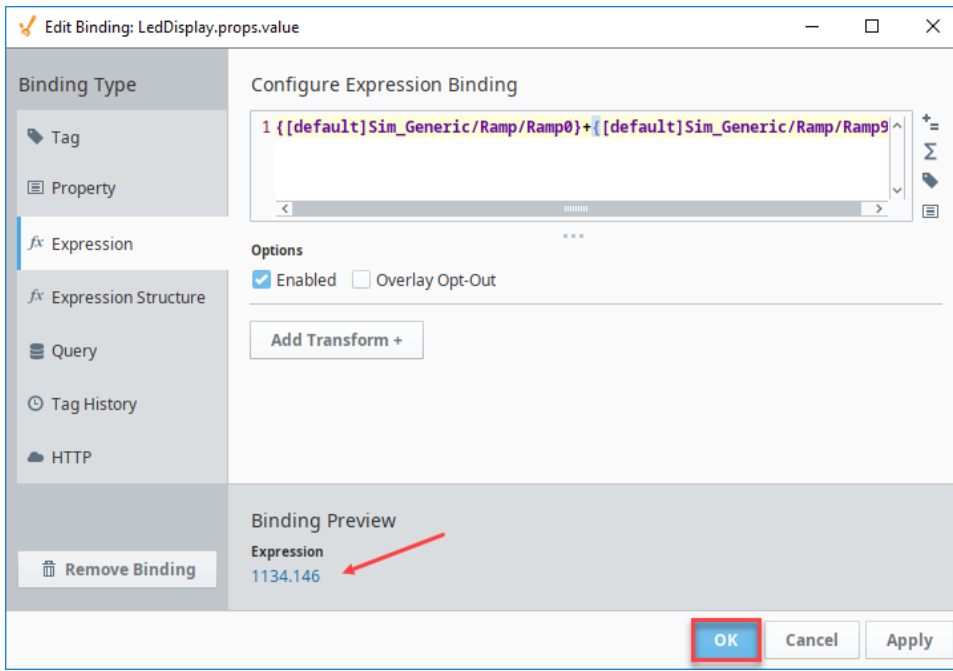 Edit Binding: LedDisplay.props.value
Binding Type
Tag
Property
fx Expression
fx Expression Structure
Query
Tag History
HTTP
Remove Binding
Configure Expression Binding
1 {[default]Sim_Generic/Ramp/Ramp0}+{[default]Sim_Generic/Ramp/Ramp9
Options
Enabled Overlay Opt-Out
Add Transform +
Binding Preview
Expression
1134.146
OK Cancel Apply